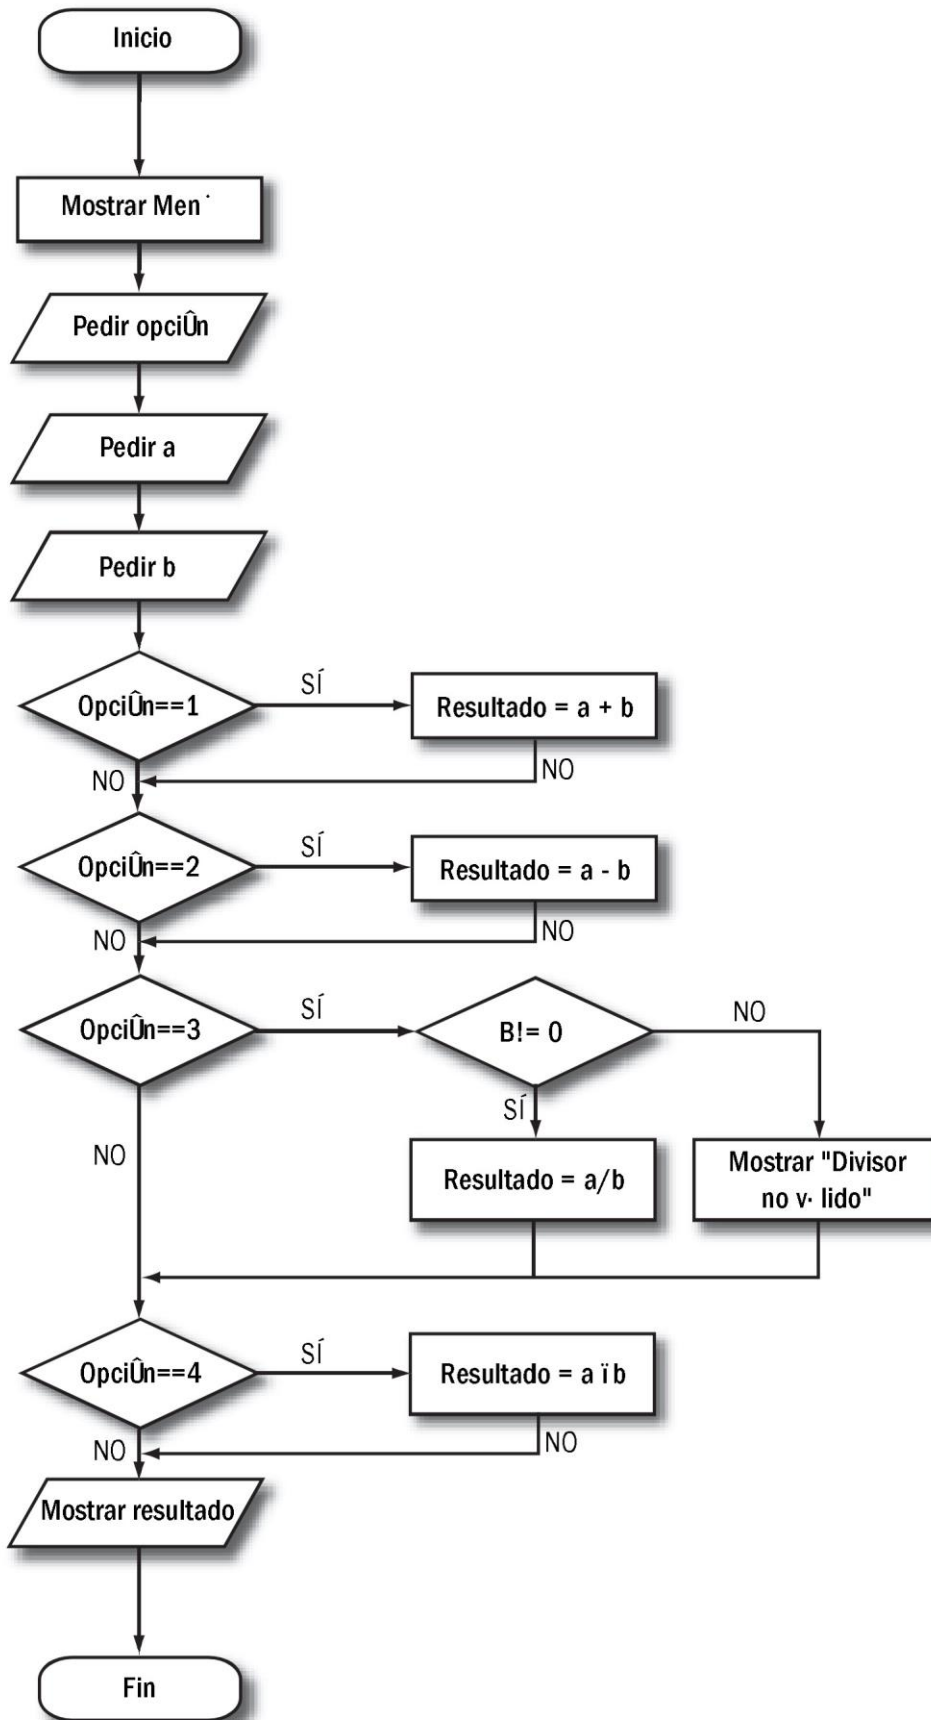 Inicio
Mostrar Men˙
Pedir opciÛn
Pedir a
Pedir b
OpciÛn==1
SÍ
Resultado = a + b
NO
NO
OpciÛn==2
SÍ
Resultado = a - b
NO
NO
OpciÛn==3
SÍ
B!= 0
NO
SÍ
NO
Resultado = a/b
Mostrar "Divisor
no v· lido"
OpciÛn==4
SÍ
Resultado = a ï b
NO
NO
Mostrar resultado
Fin